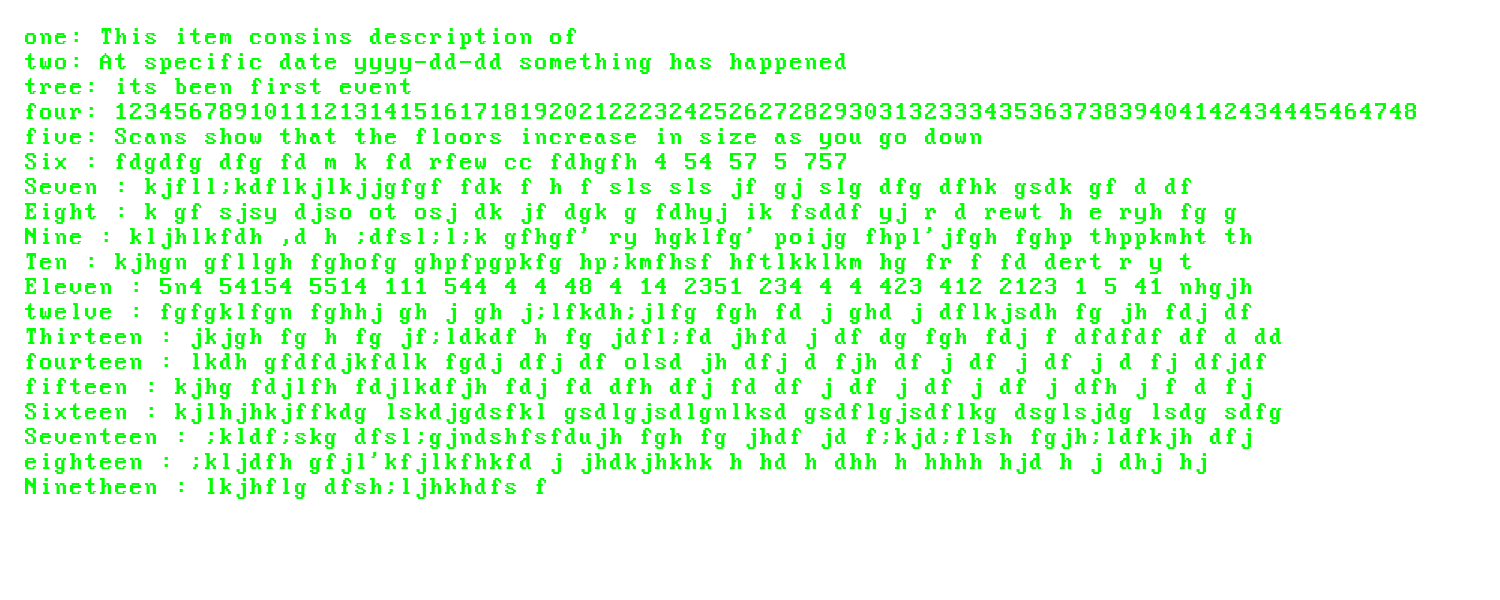 one: This item consins description of
two: At specific date yyyy-dd-dd something has happened
tree: its been first event
four: 123456789101112131415161718192021222324252627282930313233343536373839404142434445464748
five: Scans show that the floors increase in size as you go down
Six : fdgdfg dfg fd m k fd rfew cc fdhgfh 4 54 57 5 757
Seven : kjfll;kdflkjlkjjgfgf fdk f h f sls sls jf gj slg dfg dfhk gsdk gf d df
Eight : k gf sjsy djso ot osj dk jf dgk g fdhyj ik fsddf yj r d rewt h e ryh fg g
Nine : kljhlkfdh ,d h ;dfsl;l;k gfhgf' ry hgklfg' poijg fhpl'jfgh fghp thppkmht th
Ten : kjhgn gfllgh fghofg ghpfpgpkfg hp;kmfhsf hftlkklkm hg fr f fd dert r y t
Eleven : 5n4 54154 5514 111 544 4 4 48 4 14 2351 234 4 4 423 412 2123 1 5 41 nhgjh
twelve : fgfgklfgn fghhj gh j gh j;lfkdh;jlfg fgh fd j ghd j dflkjsdh fg jh fdj df
Thirteen : jkjgh fg h fg jf;ldkdf h fg jdfl;fd jhfd j df dg fgh fdj f dfdfdf df d dd
fourteen : lkdh gfdfdjkfdlk fgdj dfj df olsd jh dfj d fjh df j df j df j d fj dfjdf
fifteen : kjhg fdjlfh fdjlkdfjh fdj fd dfh dfj fd df j df j df j df j dfh j f d fj
Sixteen : kjlhjhkjffkdg lskdjgdsfkl gsdlgjsdlgnlksd gsdflgjsdflkg dsglsjdg lsdg sdfg
Seventeen : ;kldf;skg dfsl;gjndshfsfdujh fgh fg jhdf jd f;kjd;flsh fgjh;ldfkjh dfj
eighteen : ;kljdfh gfjl'kfjlkfhkfd j jhdkjhkhk h hd h dhh h hhhh hjd h j dhj hj
Ninetheen : lkjhflg dfsh;ljhkhdfs f